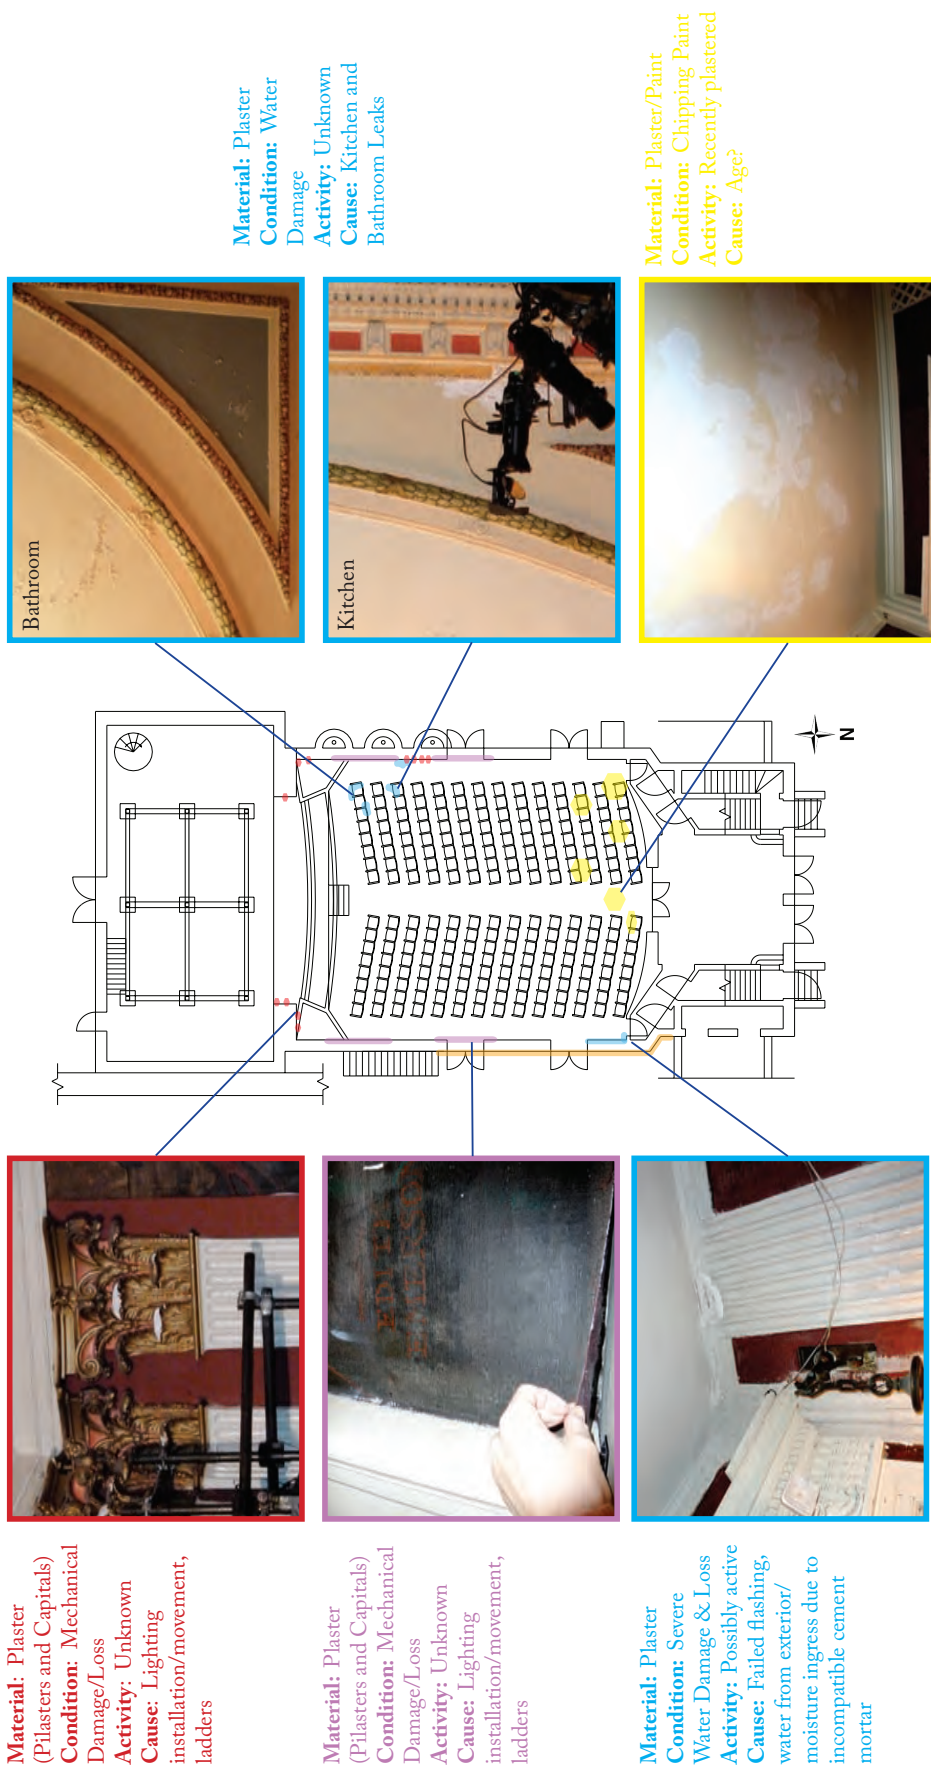 Material: Plaster
(Pilasters and Capitals)
Condition: Mechanical
Damage/Loss
Activity: Unknown
Cause: Lighting
installation/movement,
ladders
Material: Plaster
(Pilasters and Capitals)
Condition: Mechanical
Damage/Loss
Activity: Unknown
Cause: Lighting
installation/movement,
ladders
Material: Plaster
Condition: Severe
Water Damage & Loss
Activity: Possibly active
Cause: Failed flashing,
water from exterior/
moisture ingress due to
incompatible cement
mortar
Bathroom
Kitchen
N
Material: Plaster
Condition: Water
Damage
Activity: Unknown
Cause: Kitchen and
Bathroom Leaks
Material: Plaster/Paint
Condition: Chipping Paint
Activity: Recently plastered
Cause: Age?